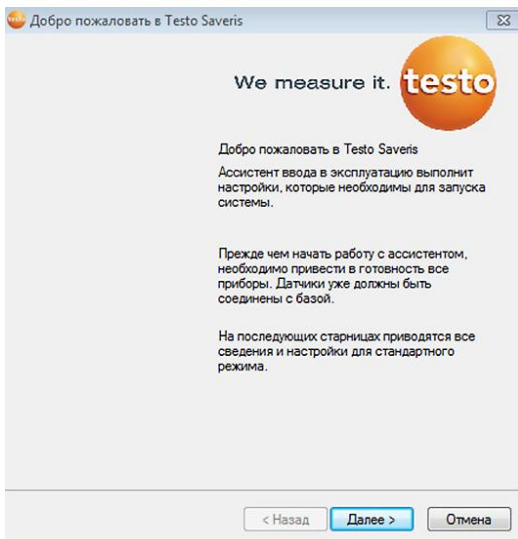 Добро пожаловать в Testo Saveris
We measure it. testo
Добро пожаловать в Testo Saveris
Ассистент ввода в эксплуатацию выполнит
настройки, которые необходимы для запуска
системы.
Прежде чем начать работу с ассистентом,
необходимо привести в готовность все
приборы. Датчики уже должны быть
соединены с базой.
На последующих старницах приводятся все
сведения и настройки для стандартного
режима.
< Назад Далее > Отмена